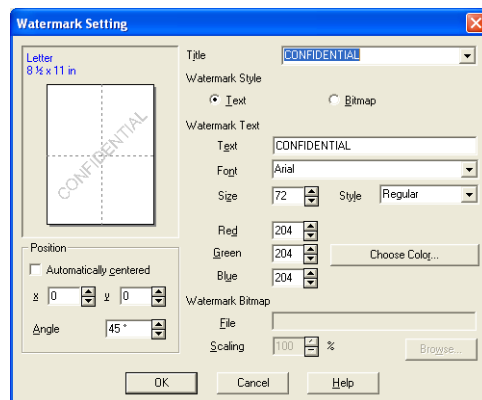 Watermark Setting
Letter
8 ½ x 11 in
CONFIDENTIAL
Position
Automatically centered
x 0 y 0
Angle 45 °
Title CONFIDENTIAL
Watermark Style
Text Bitmap
Watermark Text
Text CONFIDENTIAL
Font Arial
Size 72 Style Regular
Red 204
Green 204 Choose Color...
Blue 204
Watermark Bitmap
File
Scaling 100 % Browse...
OK Cancel Help